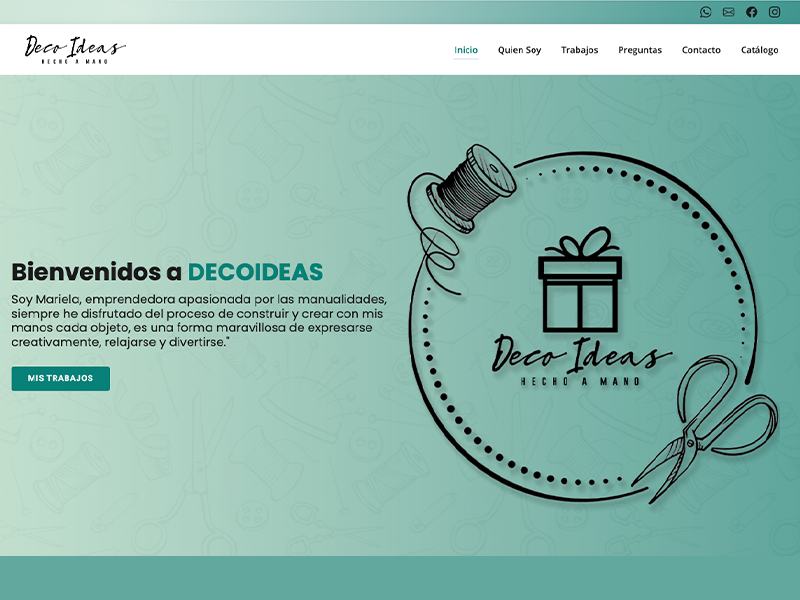 Deco Ideas
HECHO A MANO
Inicio
Quien Soy
Trabajos
Preguntas
Contacto
Catálogo
Bienvenidos a DECOIDEAS
Soy Mariela, emprendedora apasionada por las manualidades,
siempre he disfrutado del proceso de construir y crear con mis
manos cada objeto, es una forma maravillosa de expresarse
creativamente, relajarse y divertirse."
MIS TRABAJOS
Deco Ideas
HECHO A MANO